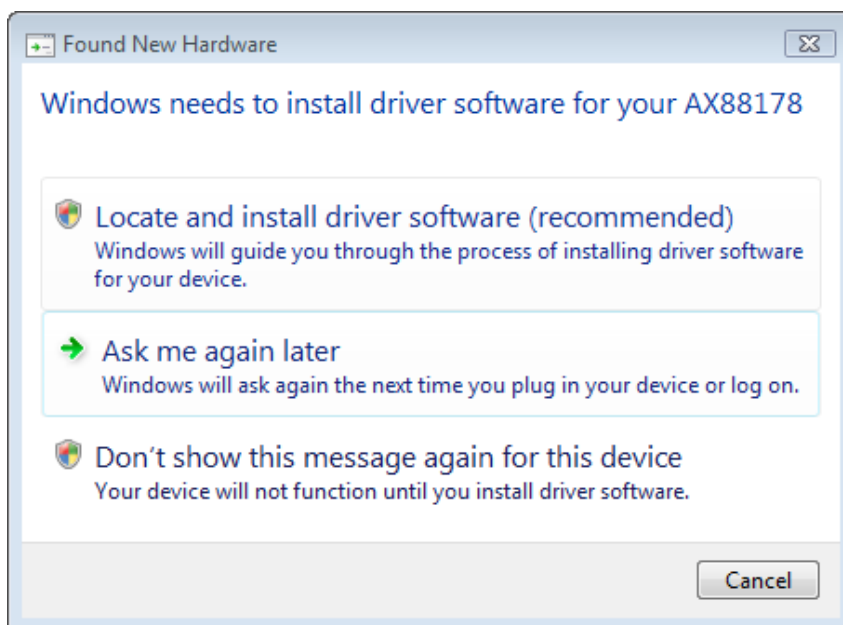 Found New Hardware
Windows needs to install driver software for your AX88178
Locate and install driver software (recommended)
Windows will guide you through the process of installing driver software
for your device.
Ask me again later
Windows will ask again the next time you plug in your device or log on.
Don't show this message again for this device
Your device will not function until you install driver software.
Cancel